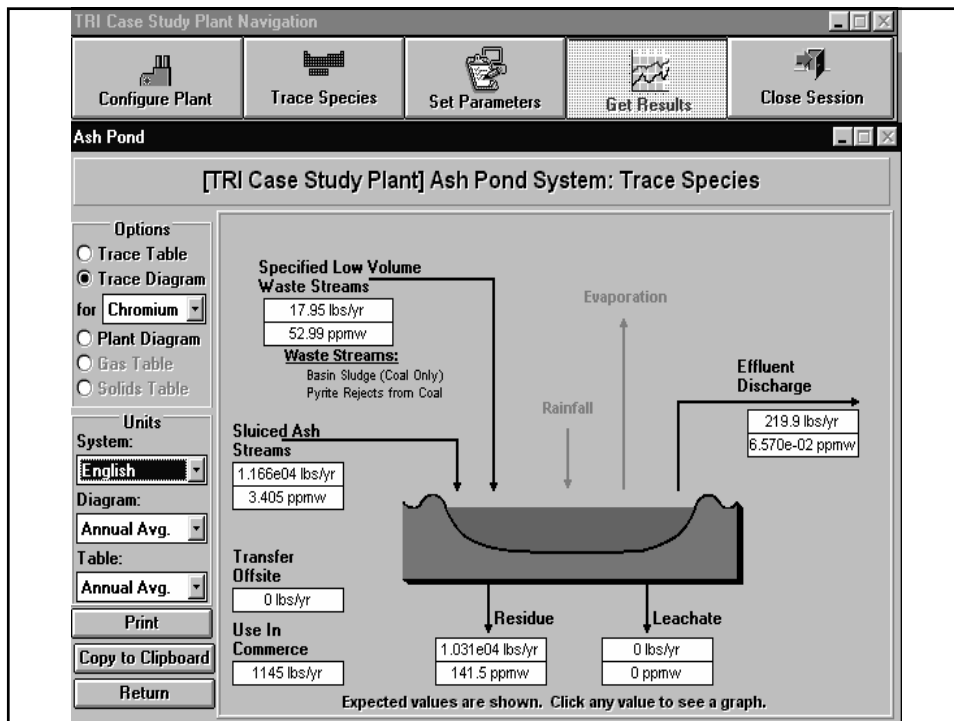 TRI Case Study Plant Navigation
Configure Plant
Trace Species
Set Parameters
Get Results
Close Session
Ash Pond
[TRI Case Study Plant] Ash Pond System: Trace Species
Options
Trace Table
Trace Diagram
for Chromium
Plant Diagram
Gas Table
Solids Table
Units
System:
English
Diagram:
Annual Avg.
Table:
Annual Avg.
Print
Copy to Clipboard
Return
Specified Low Volume
Waste Streams
17.95 lbs/yr
52.99 ppmw
Waste Streams:
Basin Sludge (Coal Only)
Pyrite Rejects from Coal
Evaporation
Rainfall
Effluent
Discharge
219.9 lbs/yr
6.570e-02 ppmw
Sluiced Ash
Streams
1.166e04 lbs/yr
3.405 ppmw
Transfer
Offsite
0 lbs/yr
Use In
Commerce
1145 lbs/yr
Residue
1.031e04 lbs/yr
141.5 ppmw
Leachate
0 lbs/yr
0 ppmw
Expected values are shown. Click any value to see a graph.